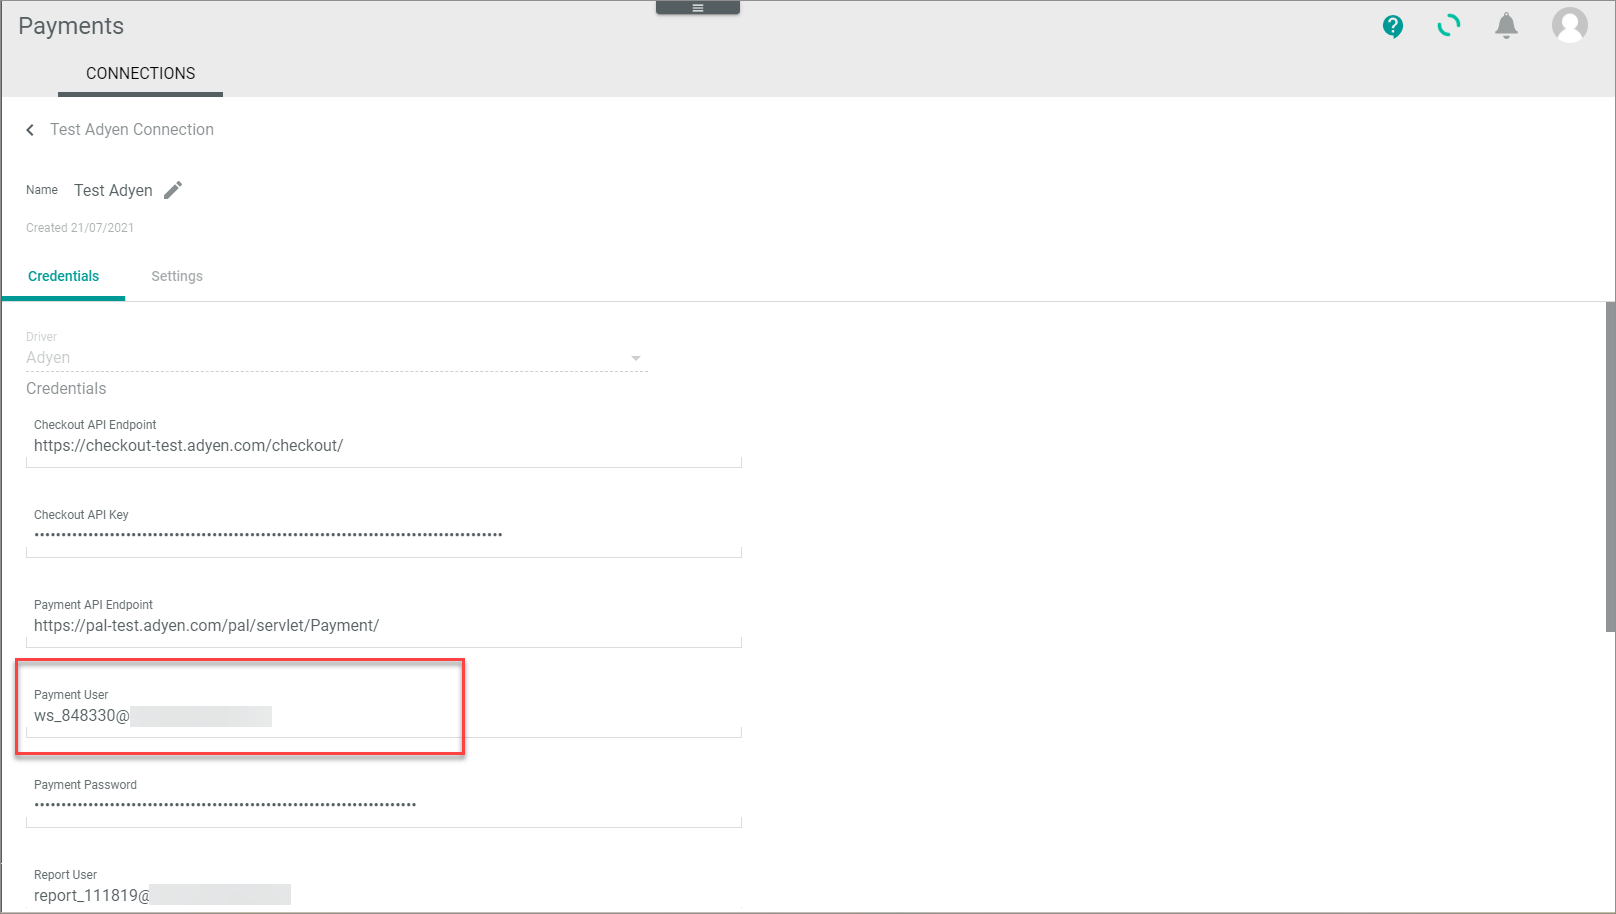 Payments
CONNECTIONS
Test Adyen Connection
Name Test Adyen
Created 21/07/2021
Credentials Settings
Driver
Adyen
Credentials
Checkout API Endpoint
https://checkout-test.adyen.com/checkout/
Checkout API Key
Payment API Endpoint
https://pal-test.adyen.com/pal/servlet/Payment/
Payment User
ws_848330@
Payment Password
Report User
report_111819@